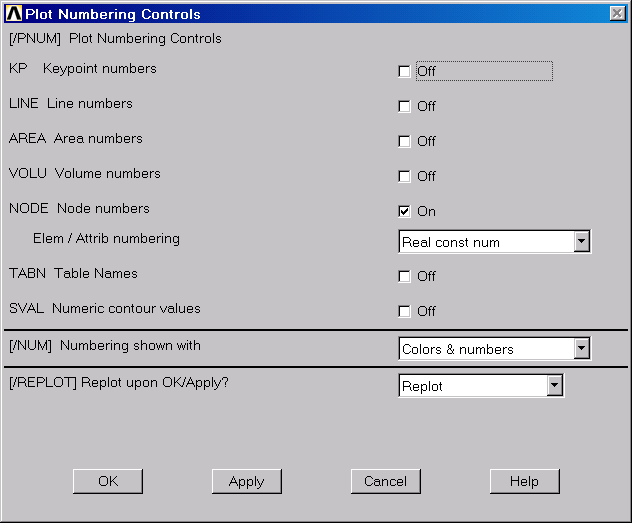 Plot Numbering Controls
[/PNUM] Plot Numbering Controls
KP Keypoint numbers Off
LINE Line numbers Off
AREA Area numbers Off
VOLU Volume numbers Off
NODE Node numbers On
Elem / Attrib numbering Real const num
TABN Table Names Off
SVAL Numeric contour values Off
[/NUM] Numbering shown with Colors & numbers
[/REPLOT] Replot upon OK/Apply? Replot
OK Apply Cancel Help